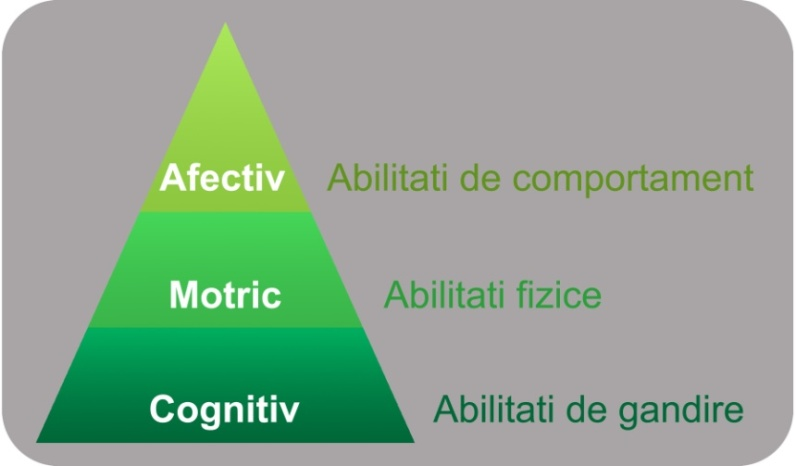 Afectiv Abilitati de comportament
Motric Abilitati fizice
Cognitiv Abilitati de gandire